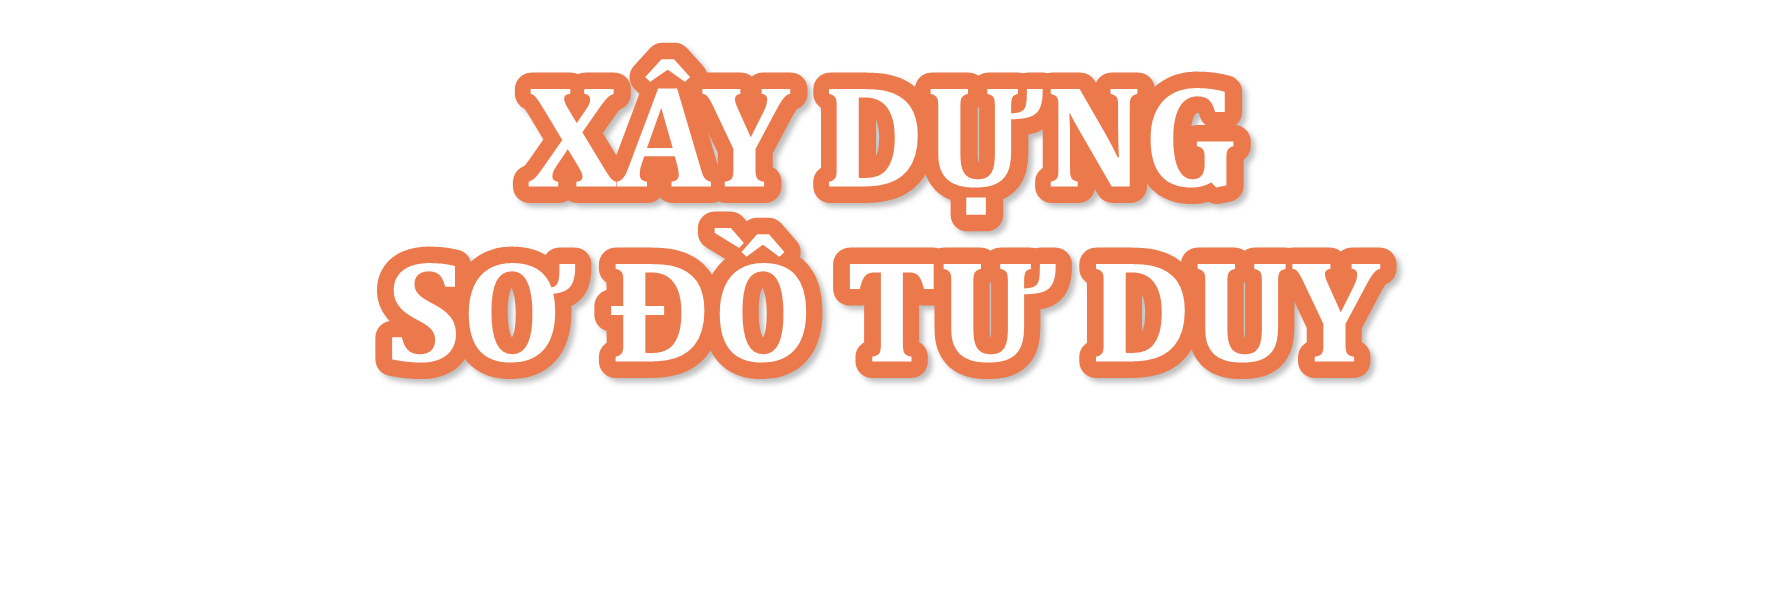 XÂY DỰNG
SƠ ĐỒ TƯ DUY